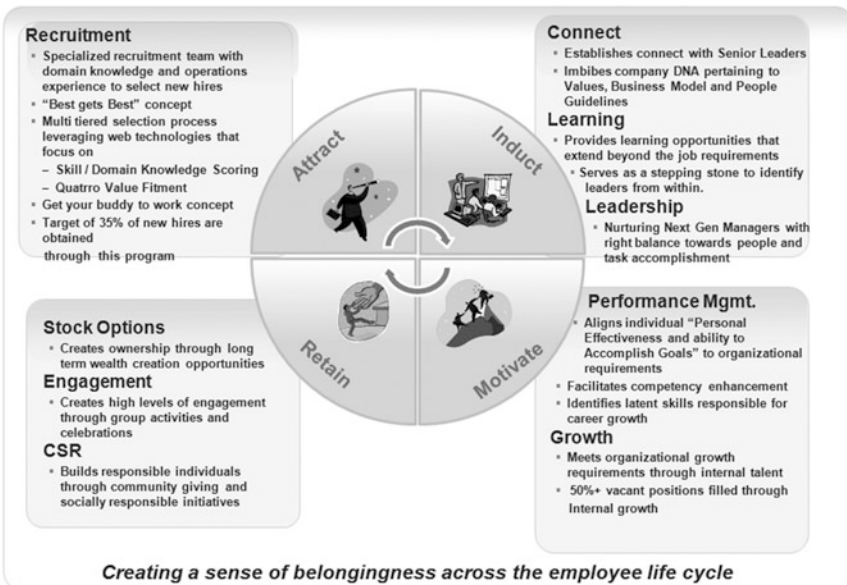 Recruitment
▪ Specialized recruitment team with
domain knowledge and operations
experience to select new hires
▪ “Best gets Best” concept
▪ Multi tiered selection process
leveraging web technologies that
focus on
– Skill / Domain Knowledge Scoring
– Quatrro Value Fitment
▪ Get your buddy to work concept
▪ Target of 35% of new hires are
obtained
through this program
Attract
Induct
Connect
▪ Establishes connect with Senior Leaders
▪ Imbibes company DNA pertaining to
Values, Business Model and People
Guidelines
Learning
▪ Provides learning opportunities that
extend beyond the job requirements
▪ Serves as a stepping stone to identify
leaders from within.
Leadership
▪ Nurturing Next Gen Managers with
right balance towards people and
task accomplishment
Stock Options
▪ Creates ownership through long
term wealth creation opportunities
Engagement
▪ Creates high levels of engagement
through group activities and
celebrations
CSR
▪ Builds responsible individuals
through community giving and
socially responsible initiatives
Retain
Motivate
Performance Mgmt.
▪ Aligns individual “Personal
Effectiveness and ability to
Accomplish Goals” to organizational
requirements
▪ Facilitates competency enhancement
▪ Identifies latent skills responsible for
career growth
Growth
▪ Meets organizational growth
requirements through internal talent
▪ 50%+ vacant positions filled through
Internal growth
Creating a sense of belongingness across the employee life cycle